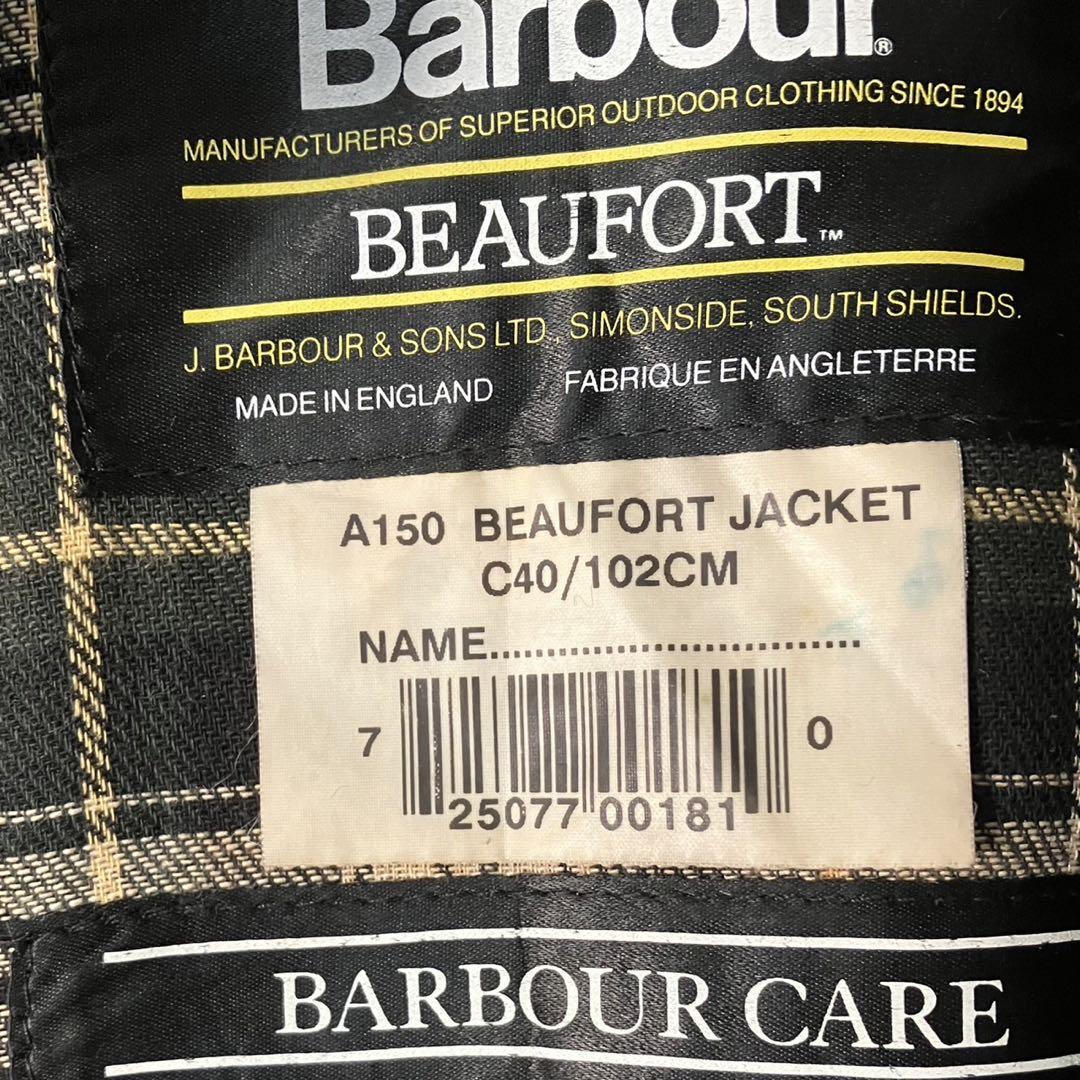 Barbour®
MANUFACTURERS OF SUPERIOR OUTDOOR CLOTHING SINCE 1894
BEAUFORT™
J. BARBOUR & SONS LTD., SIMONSIDE, SOUTH SHIELDS.
MADE IN ENGLAND FABRIQUE EN ANGLETERRE
A150 BEAUFORT JACKET
C40/102CM
NAME..............................
7 25077 00181 0
BARBOUR CARE